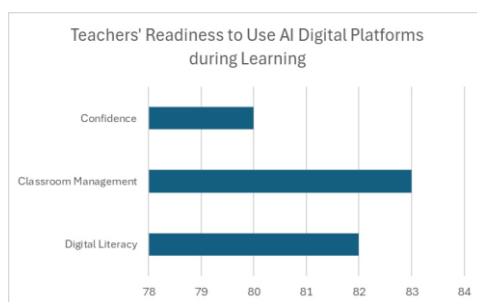 Teachers' Readiness to Use AI Digital Platforms
during Learning
Confidence
Classroom Management
Digital Literacy
78 79 80 81 82 83 84